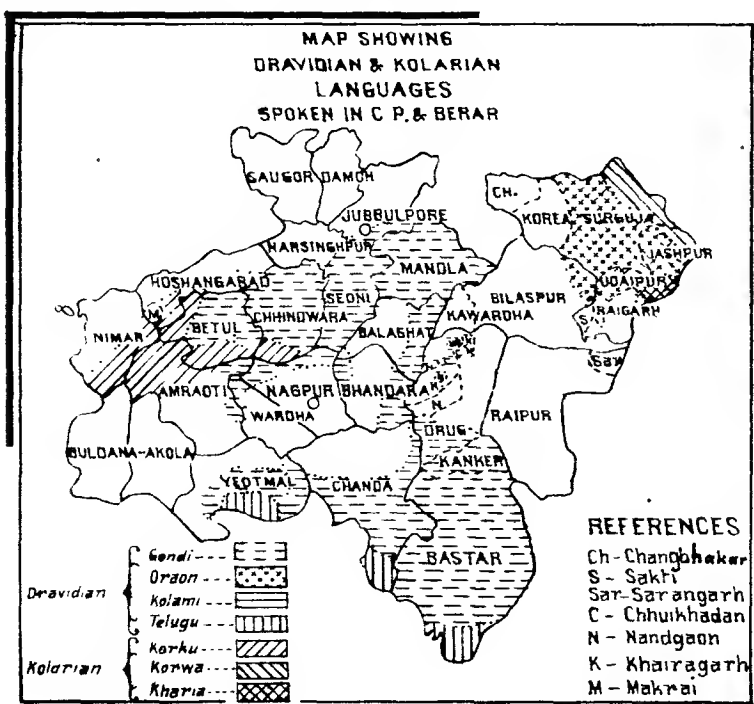 MAP SHOWING
DRAVIDIAN & KOLARIAN
LANGUAGES
SPOKEN IN C P. & BERAR
SAUGOR
DAMOH
JUBBULPORE
CH.
KOREA
SURGUJA
JASHPUR
UDAIPUR
RAIGARH
S
Sar
HARSINGHPUR
MANDLA
HOSHANGABAD
M
NIMAR
BETUL
CHHINDWARA
SEONI
BALAGHAT
KAWARDHA
BILASPUR
AMRAOTI
NAGPUR
BHANDARA
WARDHA
N
DRUG
RAIPUR
BULDANA-AKOLA
YEOTMAL
CHANDA
KANKER
BASTAR
Dravidian
Gondi
Oraon
Kolami
Telugu
Kolarian
Korku
Korwa
Kharia
REFERENCES
Ch-Changbhakar
S - Sakti
Sar-Sarangarh
C - Chhuikhadan
N - Nandgaon
K - Khairagarh
M - Makrai